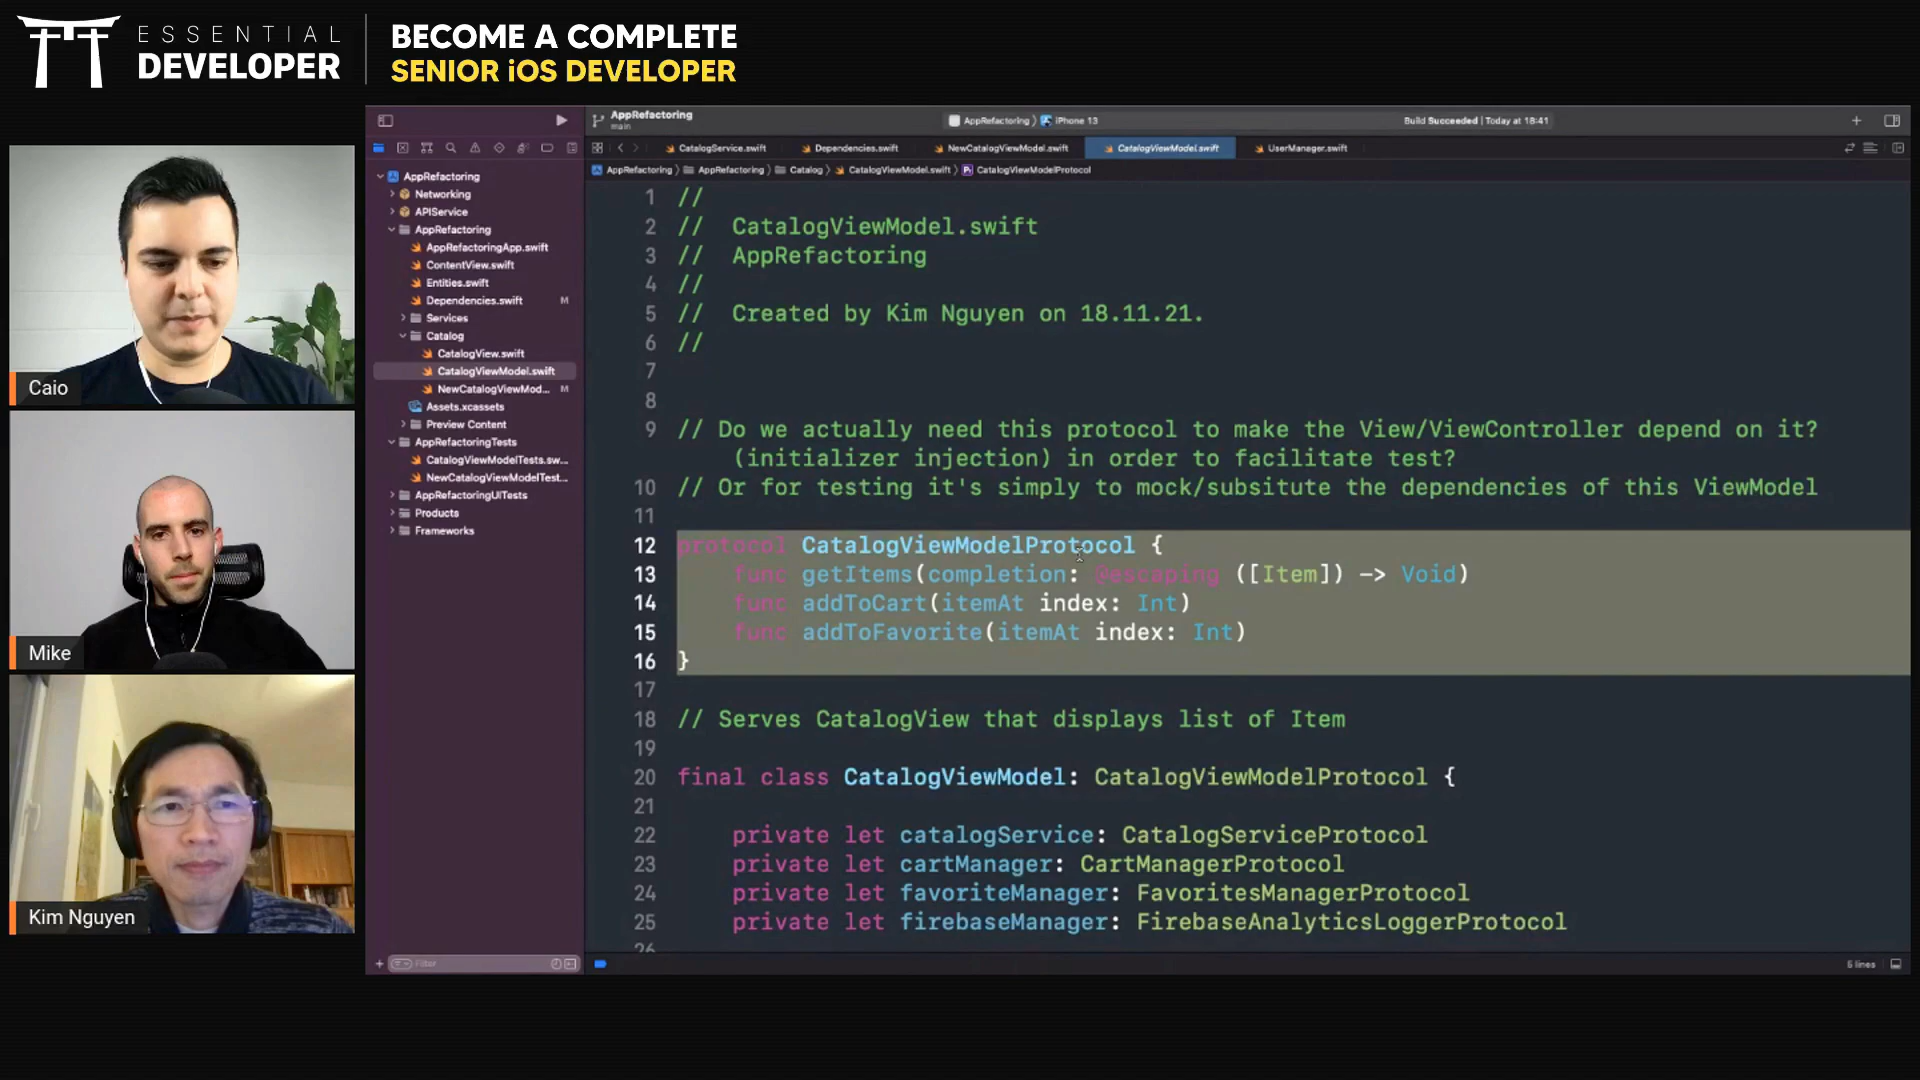 ESSENTIAL
DEVELOPER
BECOME A COMPLETE
SENIOR iOS DEVELOPER
Caio
Mike
Kim Nguyen
AppRefactoring
main
AppRefactoring
iPhone 13
Build Succeeded | Today at 18:41
CatalogService.swift
Dependencies.swift
NewCatalogViewModel.swift
CatalogViewModel.swift
UserManager.swift
AppRefactoring
AppRefactoring
Catalog
CatalogViewModel.swift
CatalogViewModelProtocol
AppRefactoring
Networking
APIService
AppRefactoring
AppRefactoringApp.swift
ContentView.swift
Entities.swift
Dependencies.swift M
Services
Catalog
CatalogView.swift
CatalogViewModel.swift
NewCatalogViewMod... M
Assets.xcassets
Preview Content
AppRefactoringTests
CatalogViewModelTests.sw...
NewCatalogViewModelTest...
AppRefactoringUITests
Products
Frameworks
Filter
1 //
2 //  CatalogViewModel.swift
3 //  AppRefactoring
4 //
5 //  Created by Kim Nguyen on 18.11.21.
6 //
7
8
9 // Do we actually need this protocol to make the View/ViewController depend on it?
(initializer injection) in order to facilitate test?
10 // Or for testing it's simply to mock/subsitute the dependencies of this ViewModel
11
12 protocol CatalogViewModelProtocol {
13 func getItems(completion: @escaping ([Item]) -> Void)
14 func addToCart(itemAt index: Int)
15 func addToFavorite(itemAt index: Int)
16 }
17
18 // Serves CatalogView that displays list of Item
19
20 final class CatalogViewModel: CatalogViewModelProtocol {
21
22 private let catalogService: CatalogServiceProtocol
23 private let cartManager: CartManagerProtocol
24 private let favoriteManager: FavoritesManagerProtocol
25 private let firebaseManager: FirebaseAnalyticsLoggerProtocol
26
5 lines